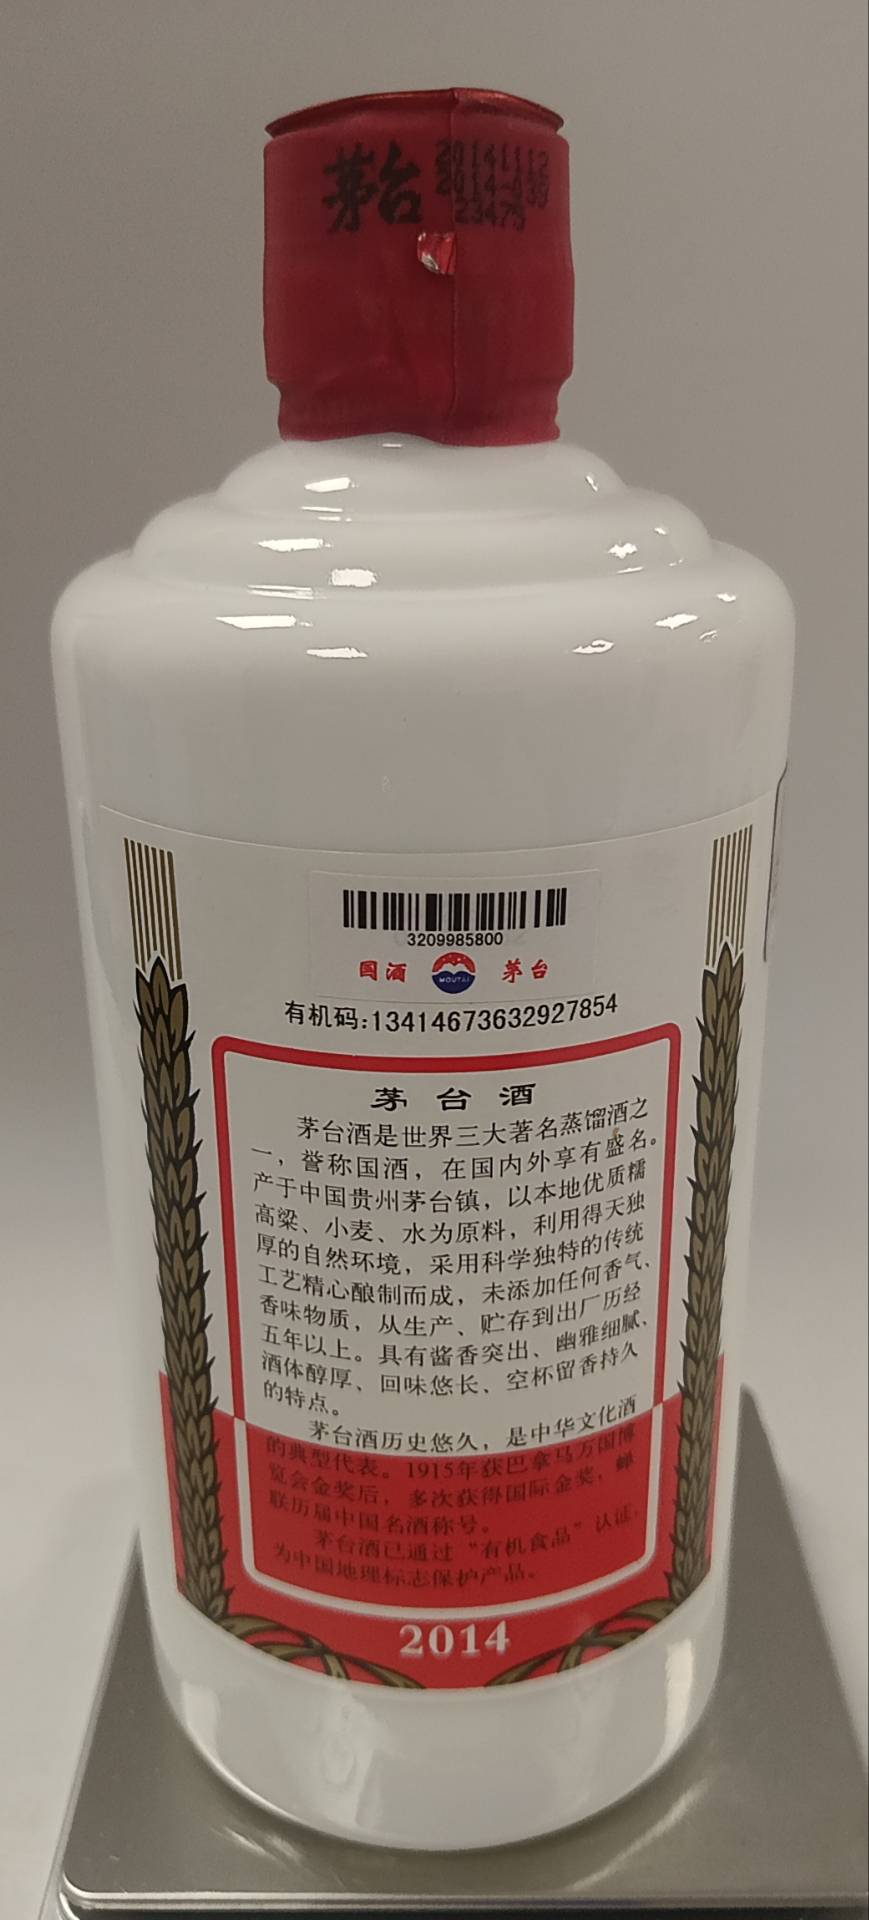 茅台
20141112
2014-039
23475
3209985800
国酒 MOUTAI 茅台
有机码:13414673632927854
茅台酒
茅台酒是世界三大著名蒸馏酒之
一，誉称国酒，在国内外享有盛名。
产于中国贵州茅台镇，以本地优质糯
高粱、小麦、水为原料，利用得天独
厚的自然环境，采用科学独特的传统
工艺精心酿制而成，未添加任何香气、
香味物质，从生产、贮存到出厂历经
五年以上。具有酱香突出、幽雅细腻、
酒体醇厚、回味悠长、空杯留香持久
的特点。
茅台酒历史悠久，是中华文化酒
的典型代表。1915年获巴拿马万国博
览会金奖后，多次获得国际金奖，蝉
联历届中国名酒称号。
茅台酒已通过“有机食品”认证，
为中国地理标志保护产品。
2014